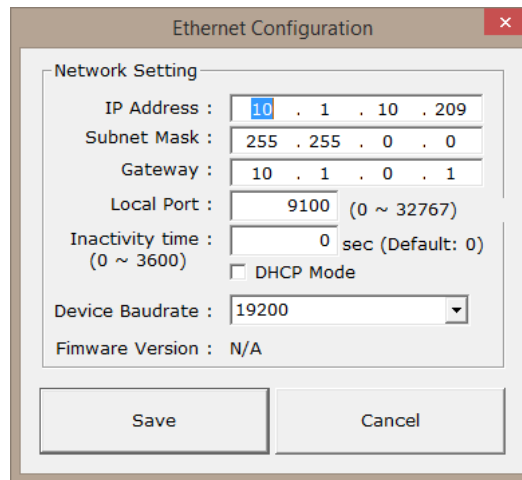 Ethernet Configuration
Network Setting
IP Address : 10 . 1 . 10 . 209
Subnet Mask : 255 . 255 . 0 . 0
Gateway : 10 . 1 . 0 . 1
Local Port : 9100 (0 ~ 32767)
Inactivity time : 0 sec (Default: 0)
(0 ~ 3600)
DHCP Mode
Device Baudrate : 19200
Fimware Version : N/A
Save Cancel